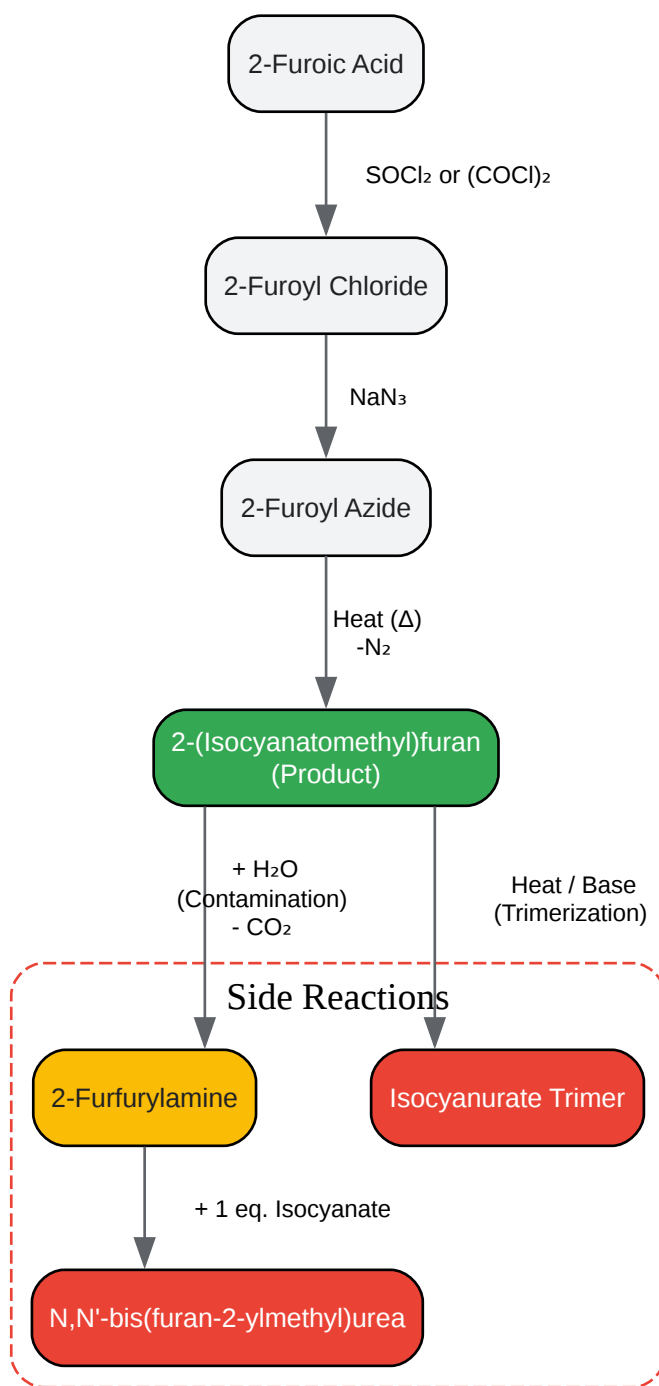 2-Furoic Acid
SOCl₂ or (COCl)₂
2-Furoyl Chloride
NaN₃
2-Furoyl Azide
Heat (Δ)
-N₂
2-(Isocyanatomethyl)furan
(Product)
+ H₂O
(Contamination)
- CO₂
Heat / Base
(Trimerization)
Side Reactions
2-Furfurylamine
Isocyanurate Trimer
+ 1 eq. Isocyanate
N,N'-bis(furan-2-ylmethyl)urea